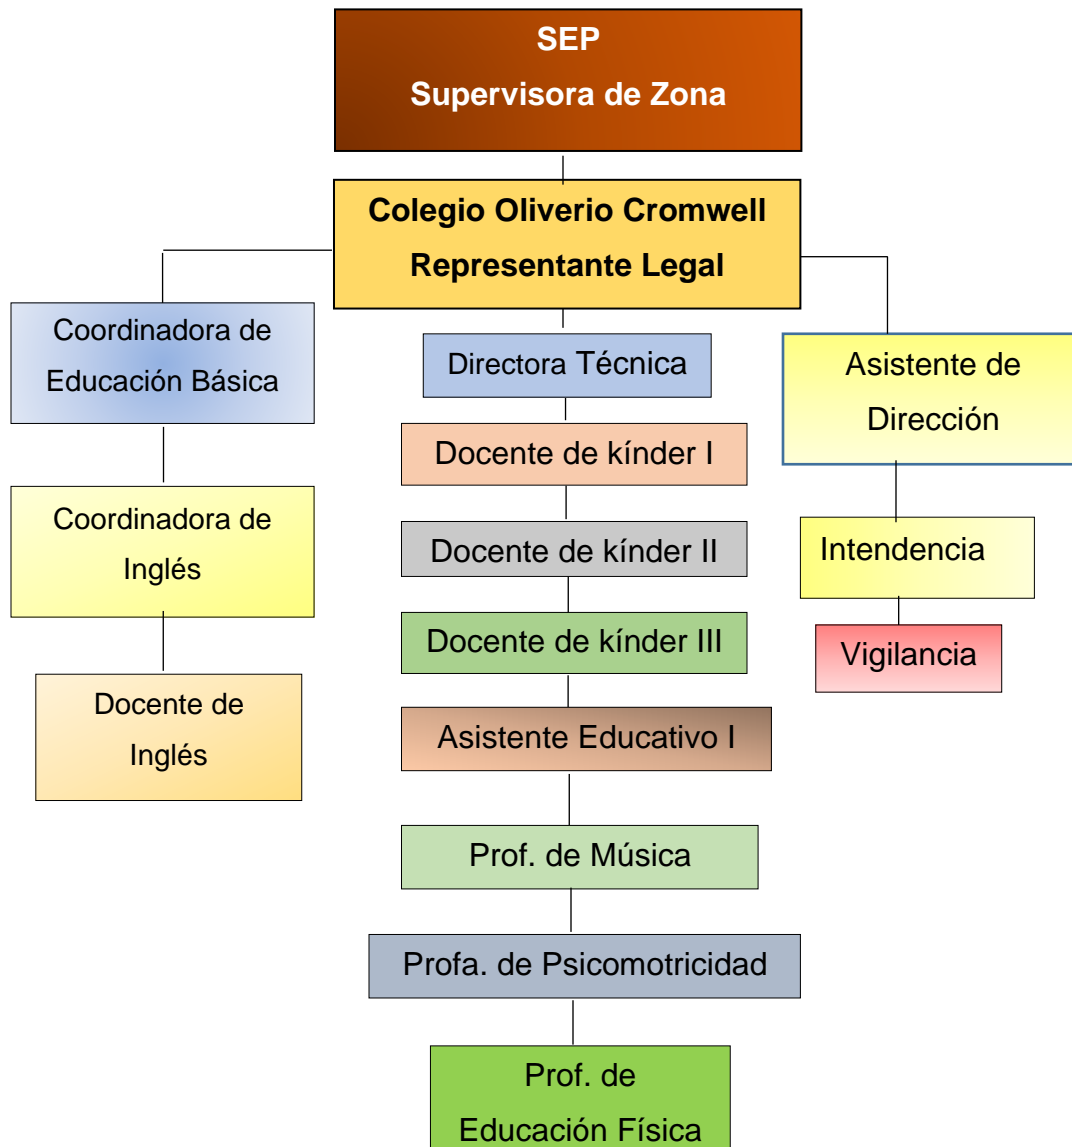 SEP
Supervisora de Zona
Colegio Oliverio Cromwell
Representante Legal
Coordinadora de
Educación Básica
Coordinadora de
Inglés
Docente de
Inglés
Directora Técnica
Docente de kínder I
Docente de kínder II
Docente de kínder III
Asistente Educativo I
Prof. de Música
Profa. de Psicomotricidad
Prof. de
Educación Física
Asistente de
Dirección
Intendencia
Vigilancia